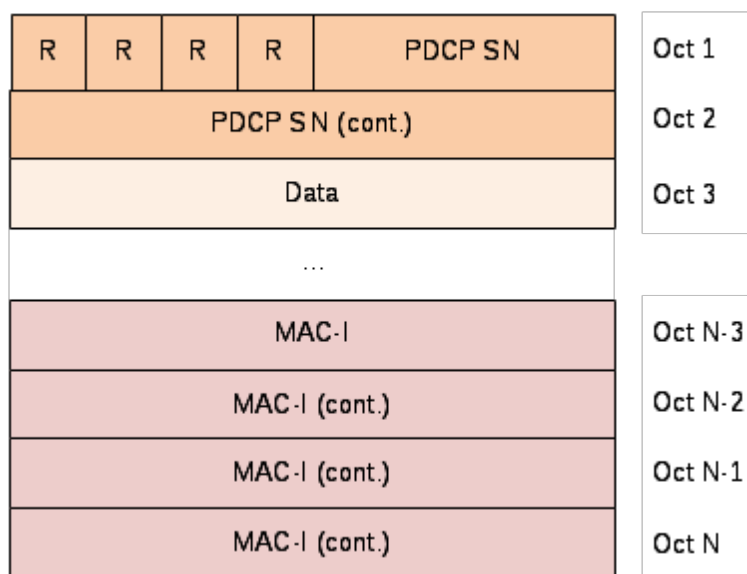 R R R R PDCP SN Oct 1
PDCP SN (cont.) Oct 2
Data Oct 3
...
MAC-I Oct N-3
MAC-I (cont.) Oct N-2
MAC-I (cont.) Oct N-1
MAC-I (cont.) Oct N